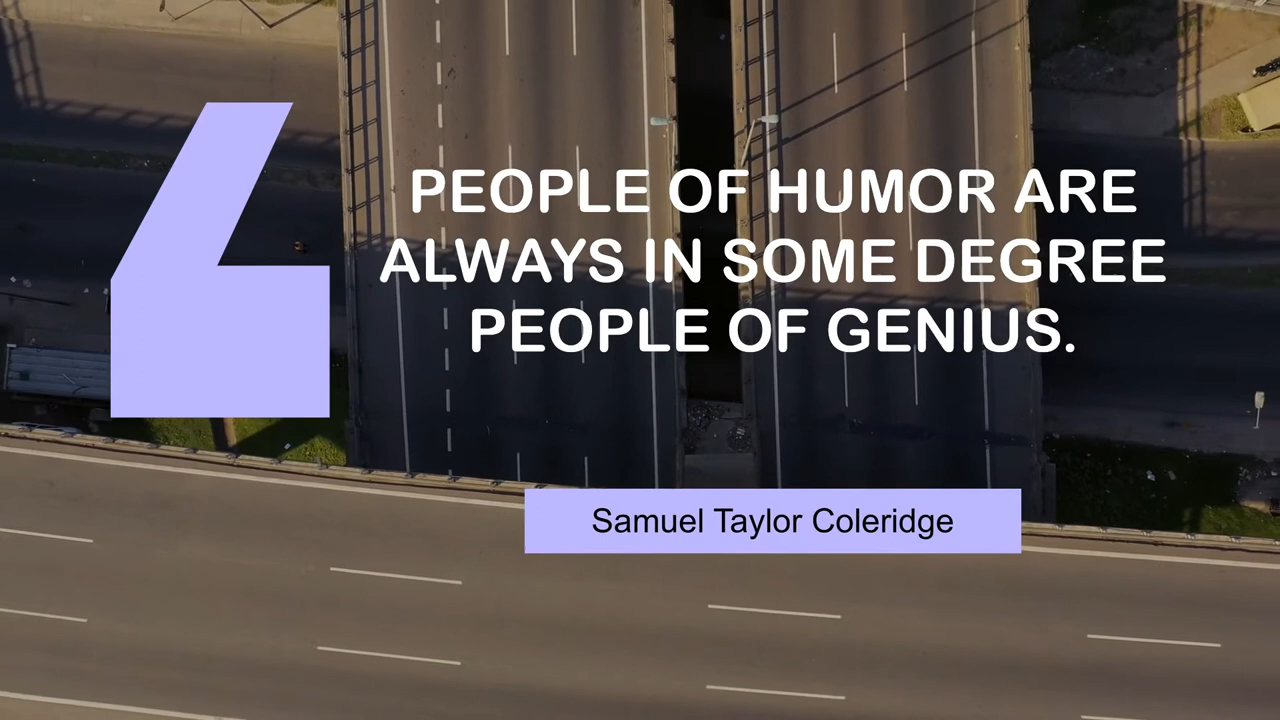 PEOPLE OF HUMOR ARE
ALWAYS IN SOME DEGREE
PEOPLE OF GENIUS.
Samuel Taylor Coleridge